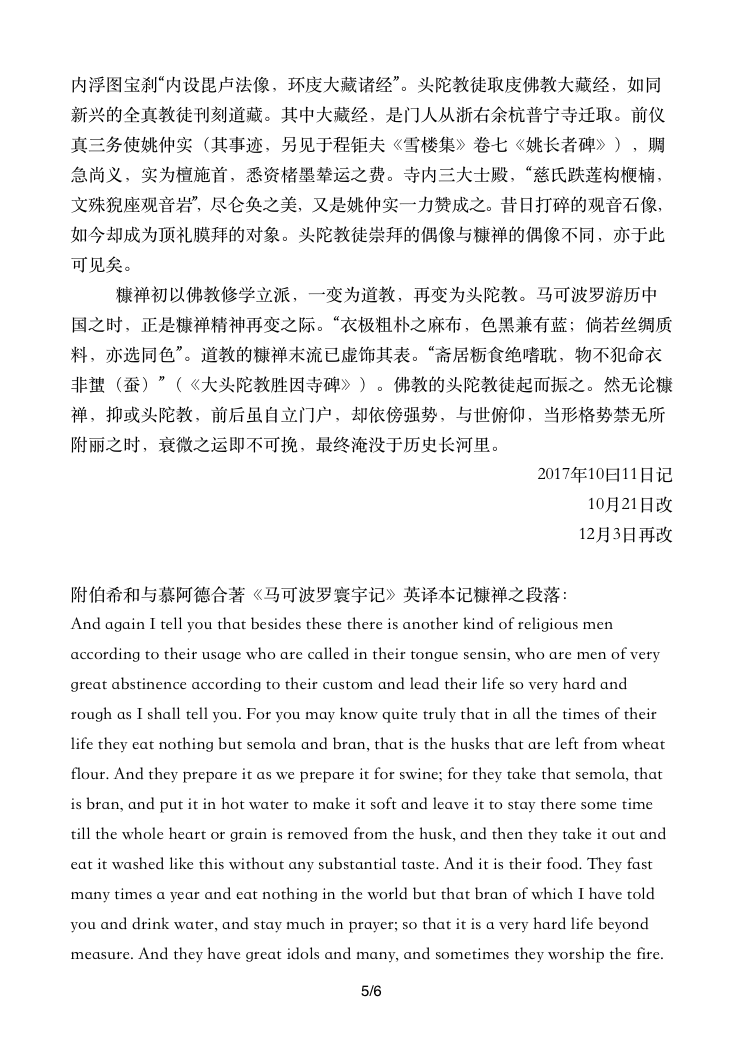 内浮图宝刹“内设毘卢法像，环庋大藏诸经”。头陀教徒取庋佛教大藏经，如同
新兴的全真教徒刊刻道藏。其中大藏经，是门人从浙右余杭普宁寺迁取。前仪
真三务使姚仲实（其事迹，另见于程钜夫《雪楼集》卷七《姚长者碑》），赒
急尚义，实为檀施首，悉资楮墨辇运之费。寺内三大士殿，“慈氏跌莲构楩楠，
文殊猊座观音岩”，尽仑奂之美，又是姚仲实一力赞成之。昔日打碎的观音石像，
如今却成为顶礼膜拜的对象。头陀教徒崇拜的偶像与糠禅的偶像不同，亦于此
可见矣。
糠禅初以佛教修学立派，一变为道教，再变为头陀教。马可波罗游历中
国之时，正是糠禅精神再变之际。“衣极粗朴之麻布，色黑兼有蓝；倘若丝绸质
料，亦选同色”。道教的糠禅末流已虚饰其表。“斋居粝食绝嗜耽，物不犯命衣
非蝅（蚕）”（《大头陀教胜因寺碑》）。佛教的头陀教徒起而振之。然无论糠
禅，抑或头陀教，前后虽自立门户，却依傍强势，与世俯仰，当形格势禁无所
附丽之时，衰微之运即不可挽，最终淹没于历史长河里。
2017年10曰11日记
10月21日改
12月3日再改
附伯希和与慕阿德合著《马可波罗寰宇记》英译本记糠禅之段落：
And again I tell you that besides these there is another kind of religious men
according to their usage who are called in their tongue sensin, who are men of very
great abstinence according to their custom and lead their life so very hard and
rough as I shall tell you. For you may know quite truly that in all the times of their
life they eat nothing but semola and bran, that is the husks that are left from wheat
flour. And they prepare it as we prepare it for swine; for they take that semola, that
is bran, and put it in hot water to make it soft and leave it to stay there some time
till the whole heart or grain is removed from the husk, and then they take it out and
eat it washed like this without any substantial taste. And it is their food. They fast
many times a year and eat nothing in the world but that bran of which I have told
you and drink water, and stay much in prayer; so that it is a very hard life beyond
measure. And they have great idols and many, and sometimes they worship the fire.
5/6